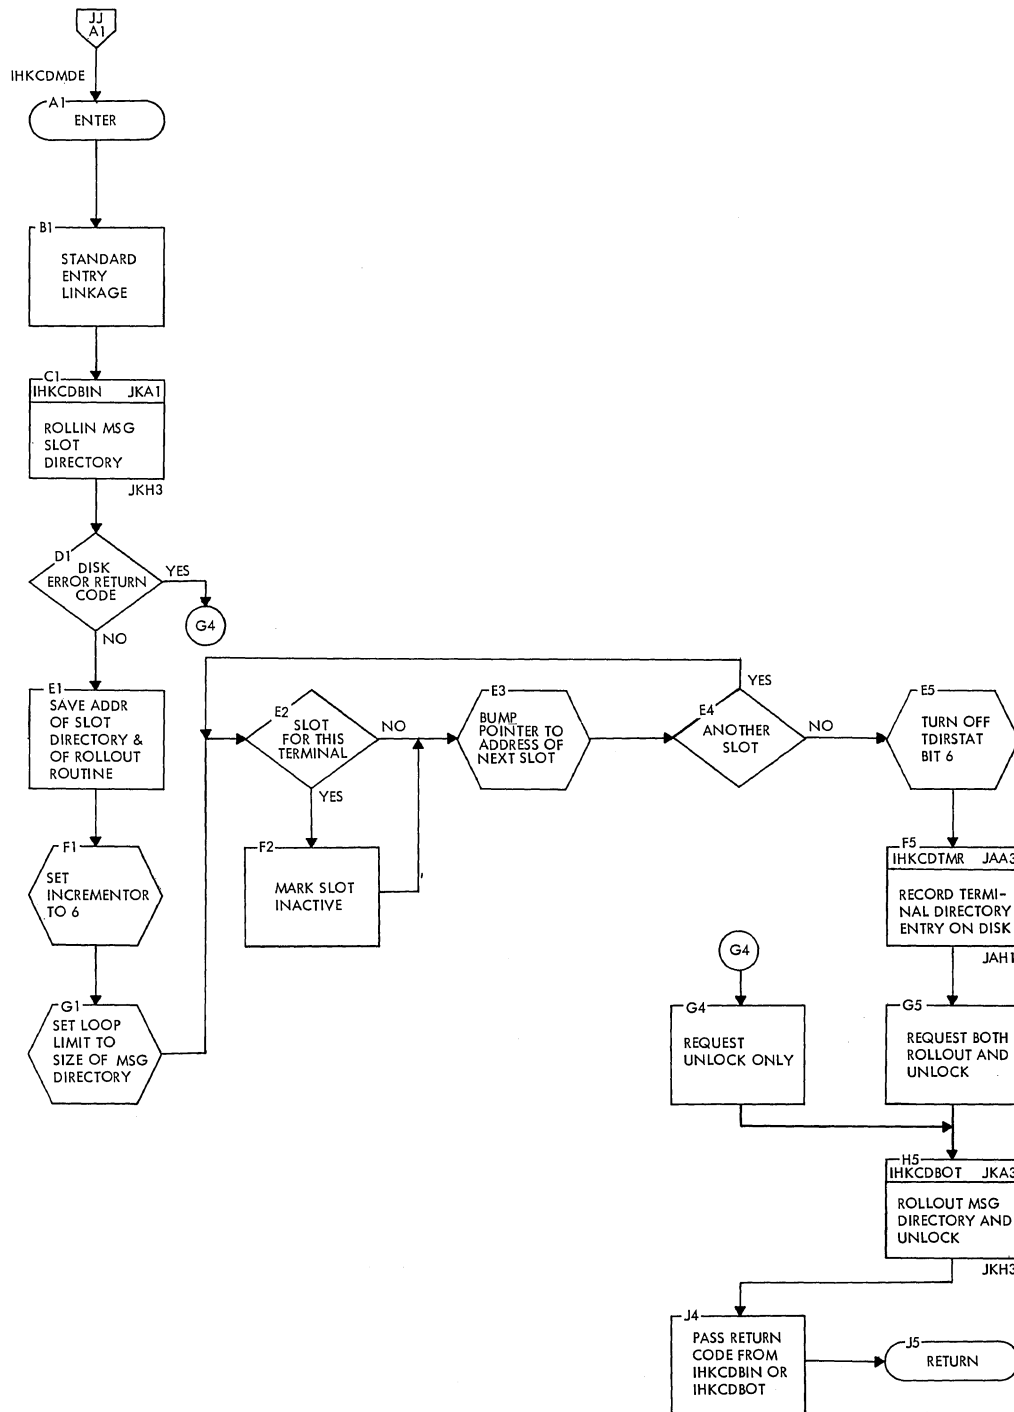 JJ
A1
IHKCDMDE
A1
ENTER
B1
STANDARD
ENTRY
LINKAGE
C1
IHKCDBIN JKA1
ROLLIN MSG
SLOT
DIRECTORY
JKH3
D1
DISK
ERROR RETURN
CODE
YES
G4
NO
E1
SAVE ADDR
OF SLOT
DIRECTORY &
OF ROLLOUT
ROUTINE
F1
SET
INCREMENTOR
TO 6
G1
SET LOOP
LIMIT TO
SIZE OF MSG
DIRECTORY
E2
SLOT
FOR THIS
TERMINAL
NO
YES
F2
MARK SLOT
INACTIVE
E3
BUMP
POINTER TO
ADDRESS OF
NEXT SLOT
E4
ANOTHER
SLOT
YES
NO
E5
TURN OFF
TDIRSTAT
BIT 6
F5
IHKCDTMR JAA3
RECORD TERMI-
NAL DIRECTORY
ENTRY ON DISK
JAH1
G4
G4
REQUEST
UNLOCK ONLY
G5
REQUEST BOTH
ROLLOUT AND
UNLOCK
H5
IHKCDBOT JKA3
ROLLOUT MSG
DIRECTORY AND
UNLOCK
JKH3
J4
PASS RETURN
CODE FROM
IHKCDBIN OR
IHKCDBOT
J5
RETURN